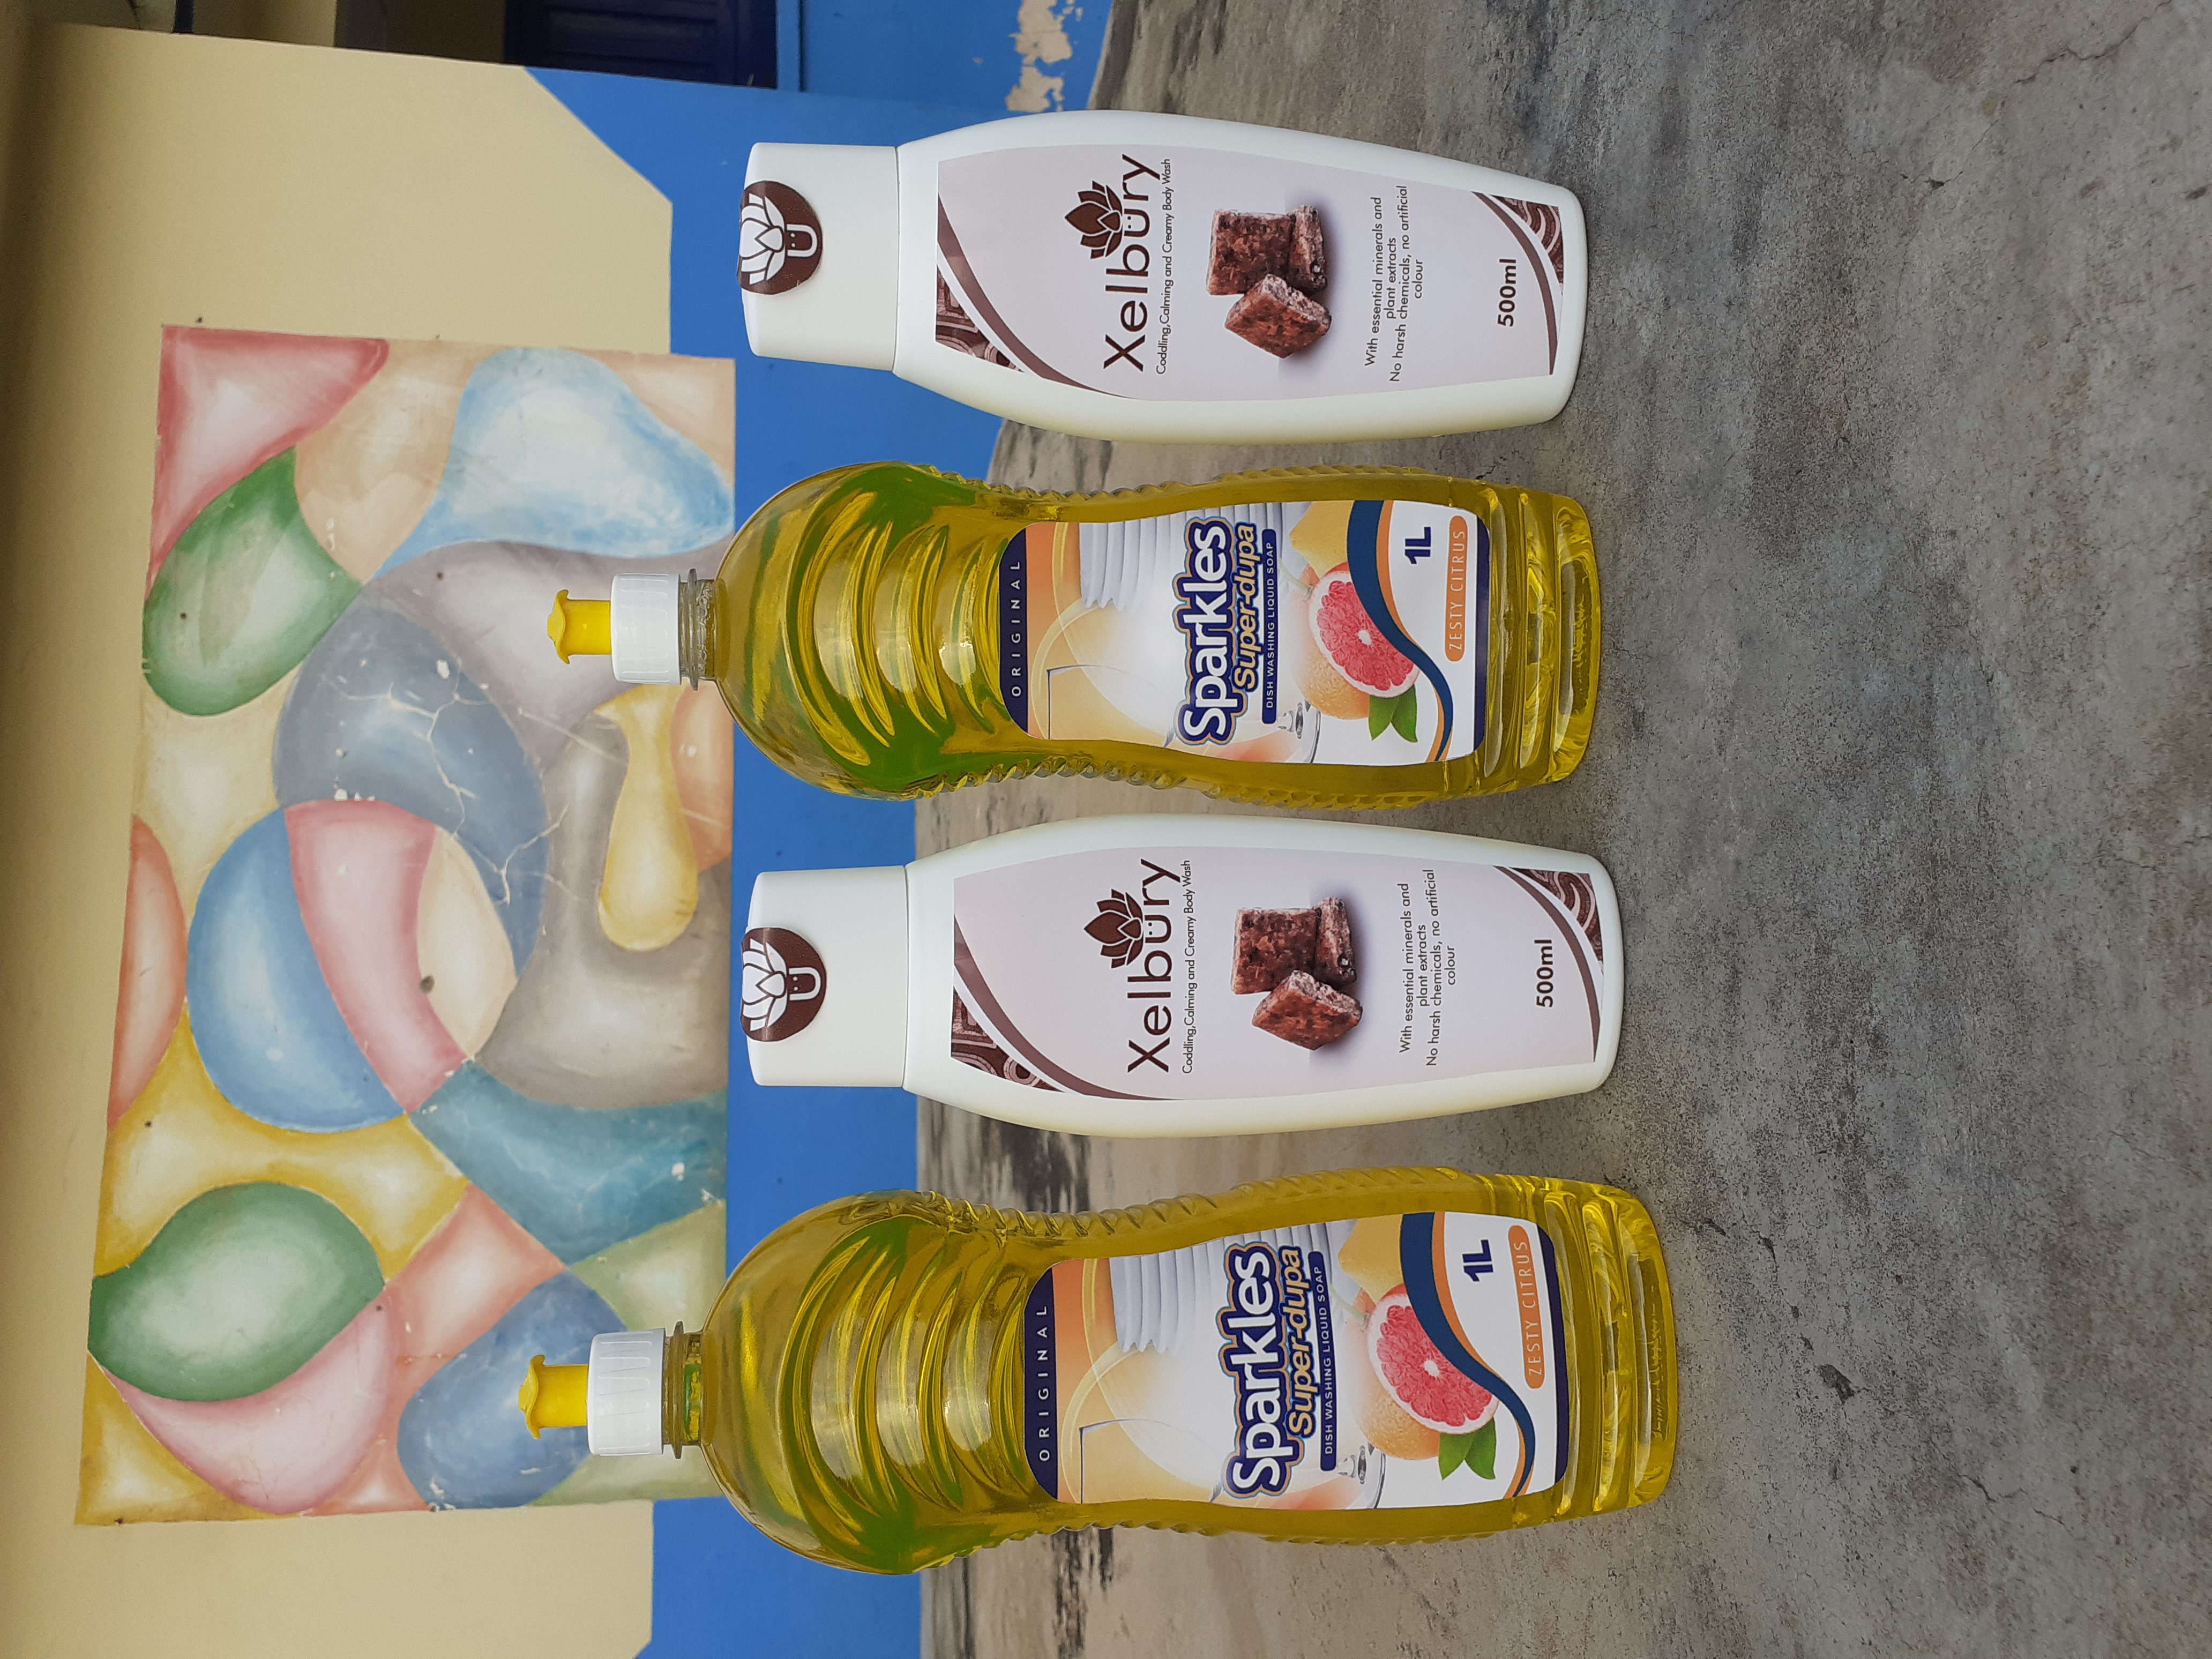 ORIGINAL
Sparkles
Super-dupa
DISH WASHING LIQUID SOAP
1L
ZESTY CITRUS
Xelbury
Coddling,Calming and Creamy Body Wash
With essential minerals and
plant extracts
No harsh chemicals, no artificial
colour
500ml
ORIGINAL
Sparkles
Super-dupa
DISH WASHING LIQUID SOAP
1L
ZESTY CITRUS
Xelbury
Coddling,Calming and Creamy Body Wash
With essential minerals and
plant extracts
No harsh chemicals, no artificial
colour
500ml